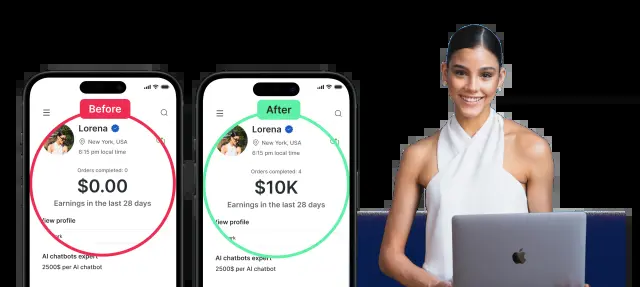 Before
Lorena
New York, USA
6:15 pm local time
Orders completed: 0
$0.00
Earnings in the last 28 days
View profile
AI chatbots expert
2500$ per AI chatbot
After
Lorena
New York, USA
6:15 pm local time
Orders completed: 4
$10K
Earnings in the last 28 days
View profile
AI chatbots expert
2500$ per AI chatbot